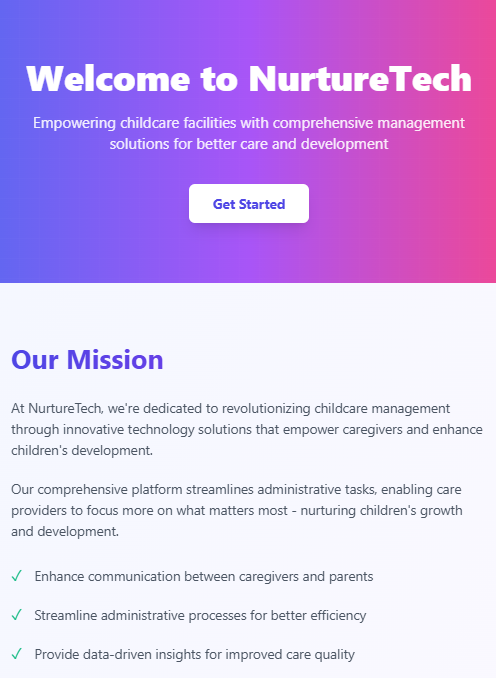 Welcome to NurtureTech
Empowering childcare facilities with comprehensive management
solutions for better care and development
Get Started
Our Mission
At NurtureTech, we're dedicated to revolutionizing childcare management
through innovative technology solutions that empower caregivers and enhance
children's development.
Our comprehensive platform streamlines administrative tasks, enabling care
providers to focus more on what matters most - nurturing children's growth
and development.
✓ Enhance communication between caregivers and parents
✓ Streamline administrative processes for better efficiency
✓ Provide data-driven insights for improved care quality